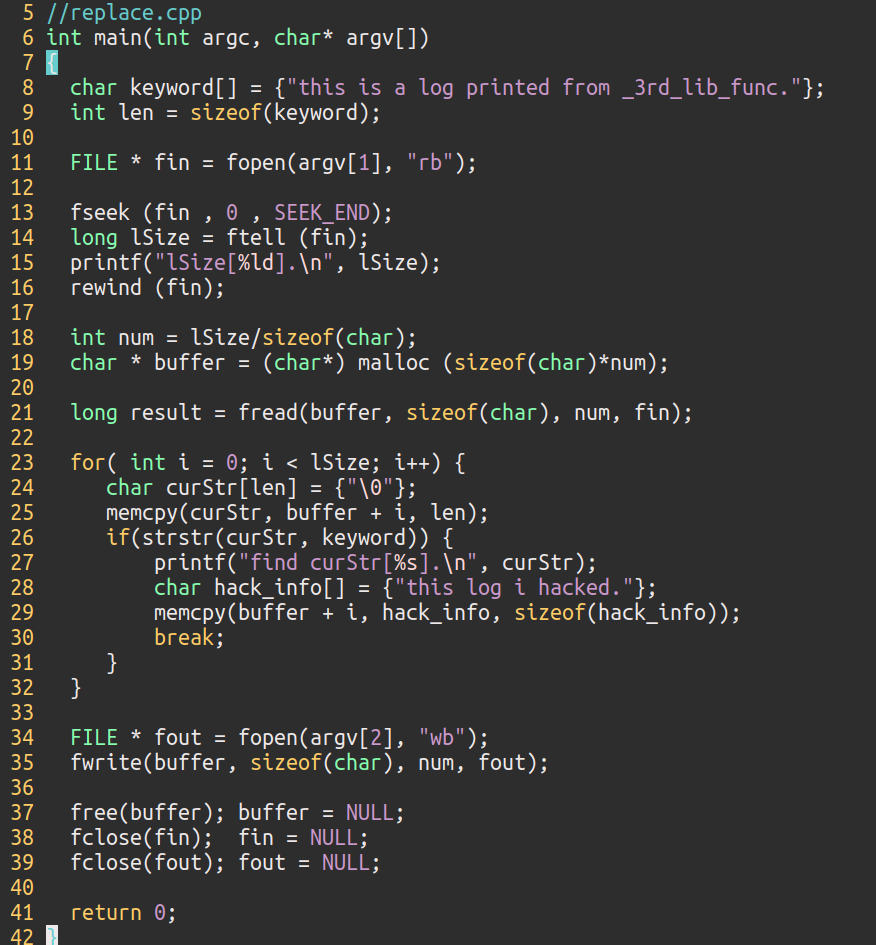 5 //replace.cpp
6 int main(int argc, char* argv[])
7 {
8   char keyword[] = {"this is a log printed from _3rd_lib_func."};
9   int len = sizeof(keyword);
10
11   FILE * fin = fopen(argv[1], "rb");
12
13   fseek (fin , 0 , SEEK_END);
14   long lSize = ftell (fin);
15   printf("lSize[%ld].\n", lSize);
16   rewind (fin);
17
18   int num = lSize/sizeof(char);
19   char * buffer = (char*) malloc (sizeof(char)*num);
20
21   long result = fread(buffer, sizeof(char), num, fin);
22
23   for( int i = 0; i < lSize; i++) {
24      char curStr[len] = {"\0"};
25      memcpy(curStr, buffer + i, len);
26      if(strstr(curStr, keyword)) {
27          printf("find curStr[%s].\n", curStr);
28          char hack_info[] = {"this log i hacked."};
29          memcpy(buffer + i, hack_info, sizeof(hack_info));
30          break;
31      }
32   }
33
34   FILE * fout = fopen(argv[2], "wb");
35   fwrite(buffer, sizeof(char), num, fout);
36
37   free(buffer); buffer = NULL;
38   fclose(fin);  fin = NULL;
39   fclose(fout); fout = NULL;
40
41   return 0;
42 }